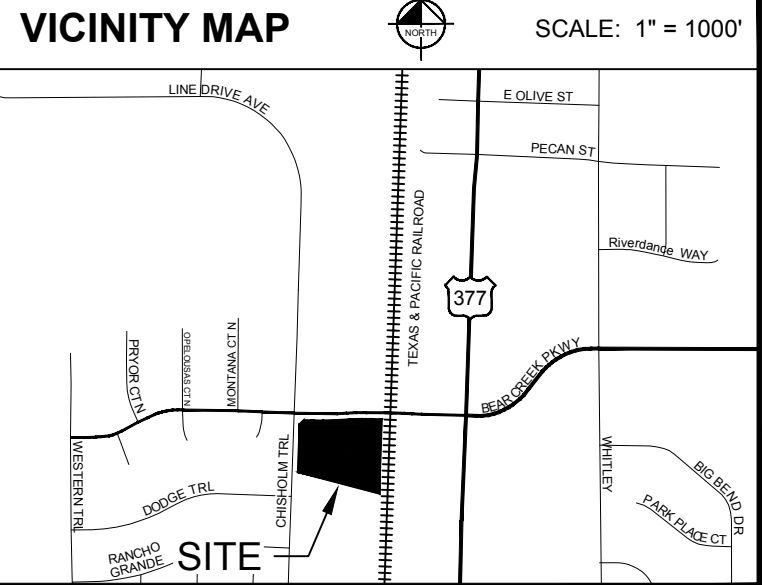 VICINITY MAP
NORTH
SCALE: 1" = 1000'
LINE DRIVE AVE
E OLIVE ST
PECAN ST
TEXAS & PACIFIC RAILROAD
Riverdance WAY
377
PRYOR CT N
OPELOUSAS CT N
MONTANA CT N
BEAR CREEK PKWY
WESTERN TRL
CHISHOLM TRL
WHITLEY
DODGE TRL
BIG BEND DR
PARK PLACE CT
RANCHO
GRANDE
SITE